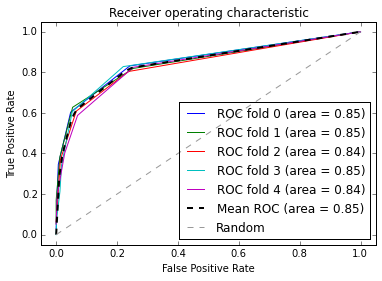 Receiver operating characteristic
True Positive Rate
1.0
0.8
0.6
0.4
0.2
0.0
ROC fold 0 (area = 0.85)
ROC fold 1 (area = 0.85)
ROC fold 2 (area = 0.84)
ROC fold 3 (area = 0.85)
ROC fold 4 (area = 0.84)
Mean ROC (area = 0.85)
Random
0.0 0.2 0.4 0.6 0.8 1.0
False Positive Rate